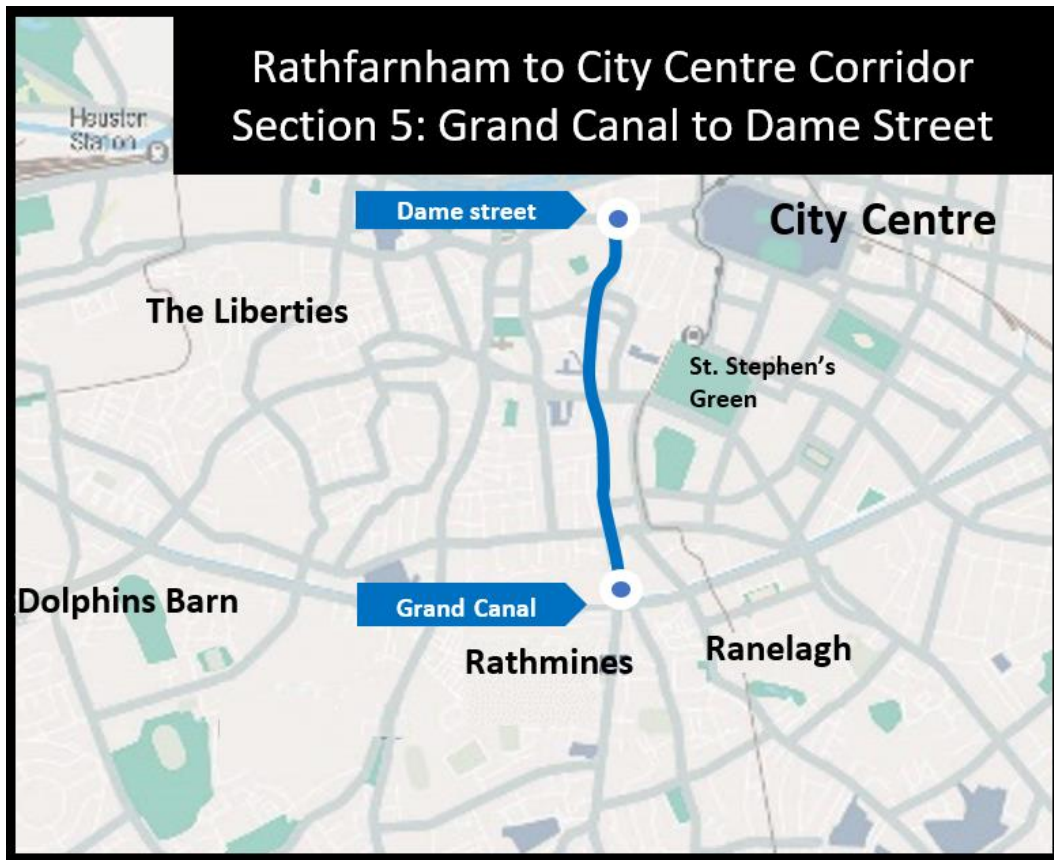 Rathfarnham to City Centre Corridor
Section 5: Grand Canal to Dame Street
Heuston
Station
Dame street
City Centre
The Liberties
St. Stephen's
Green
Dolphins Barn
Grand Canal
Rathmines
Ranelagh